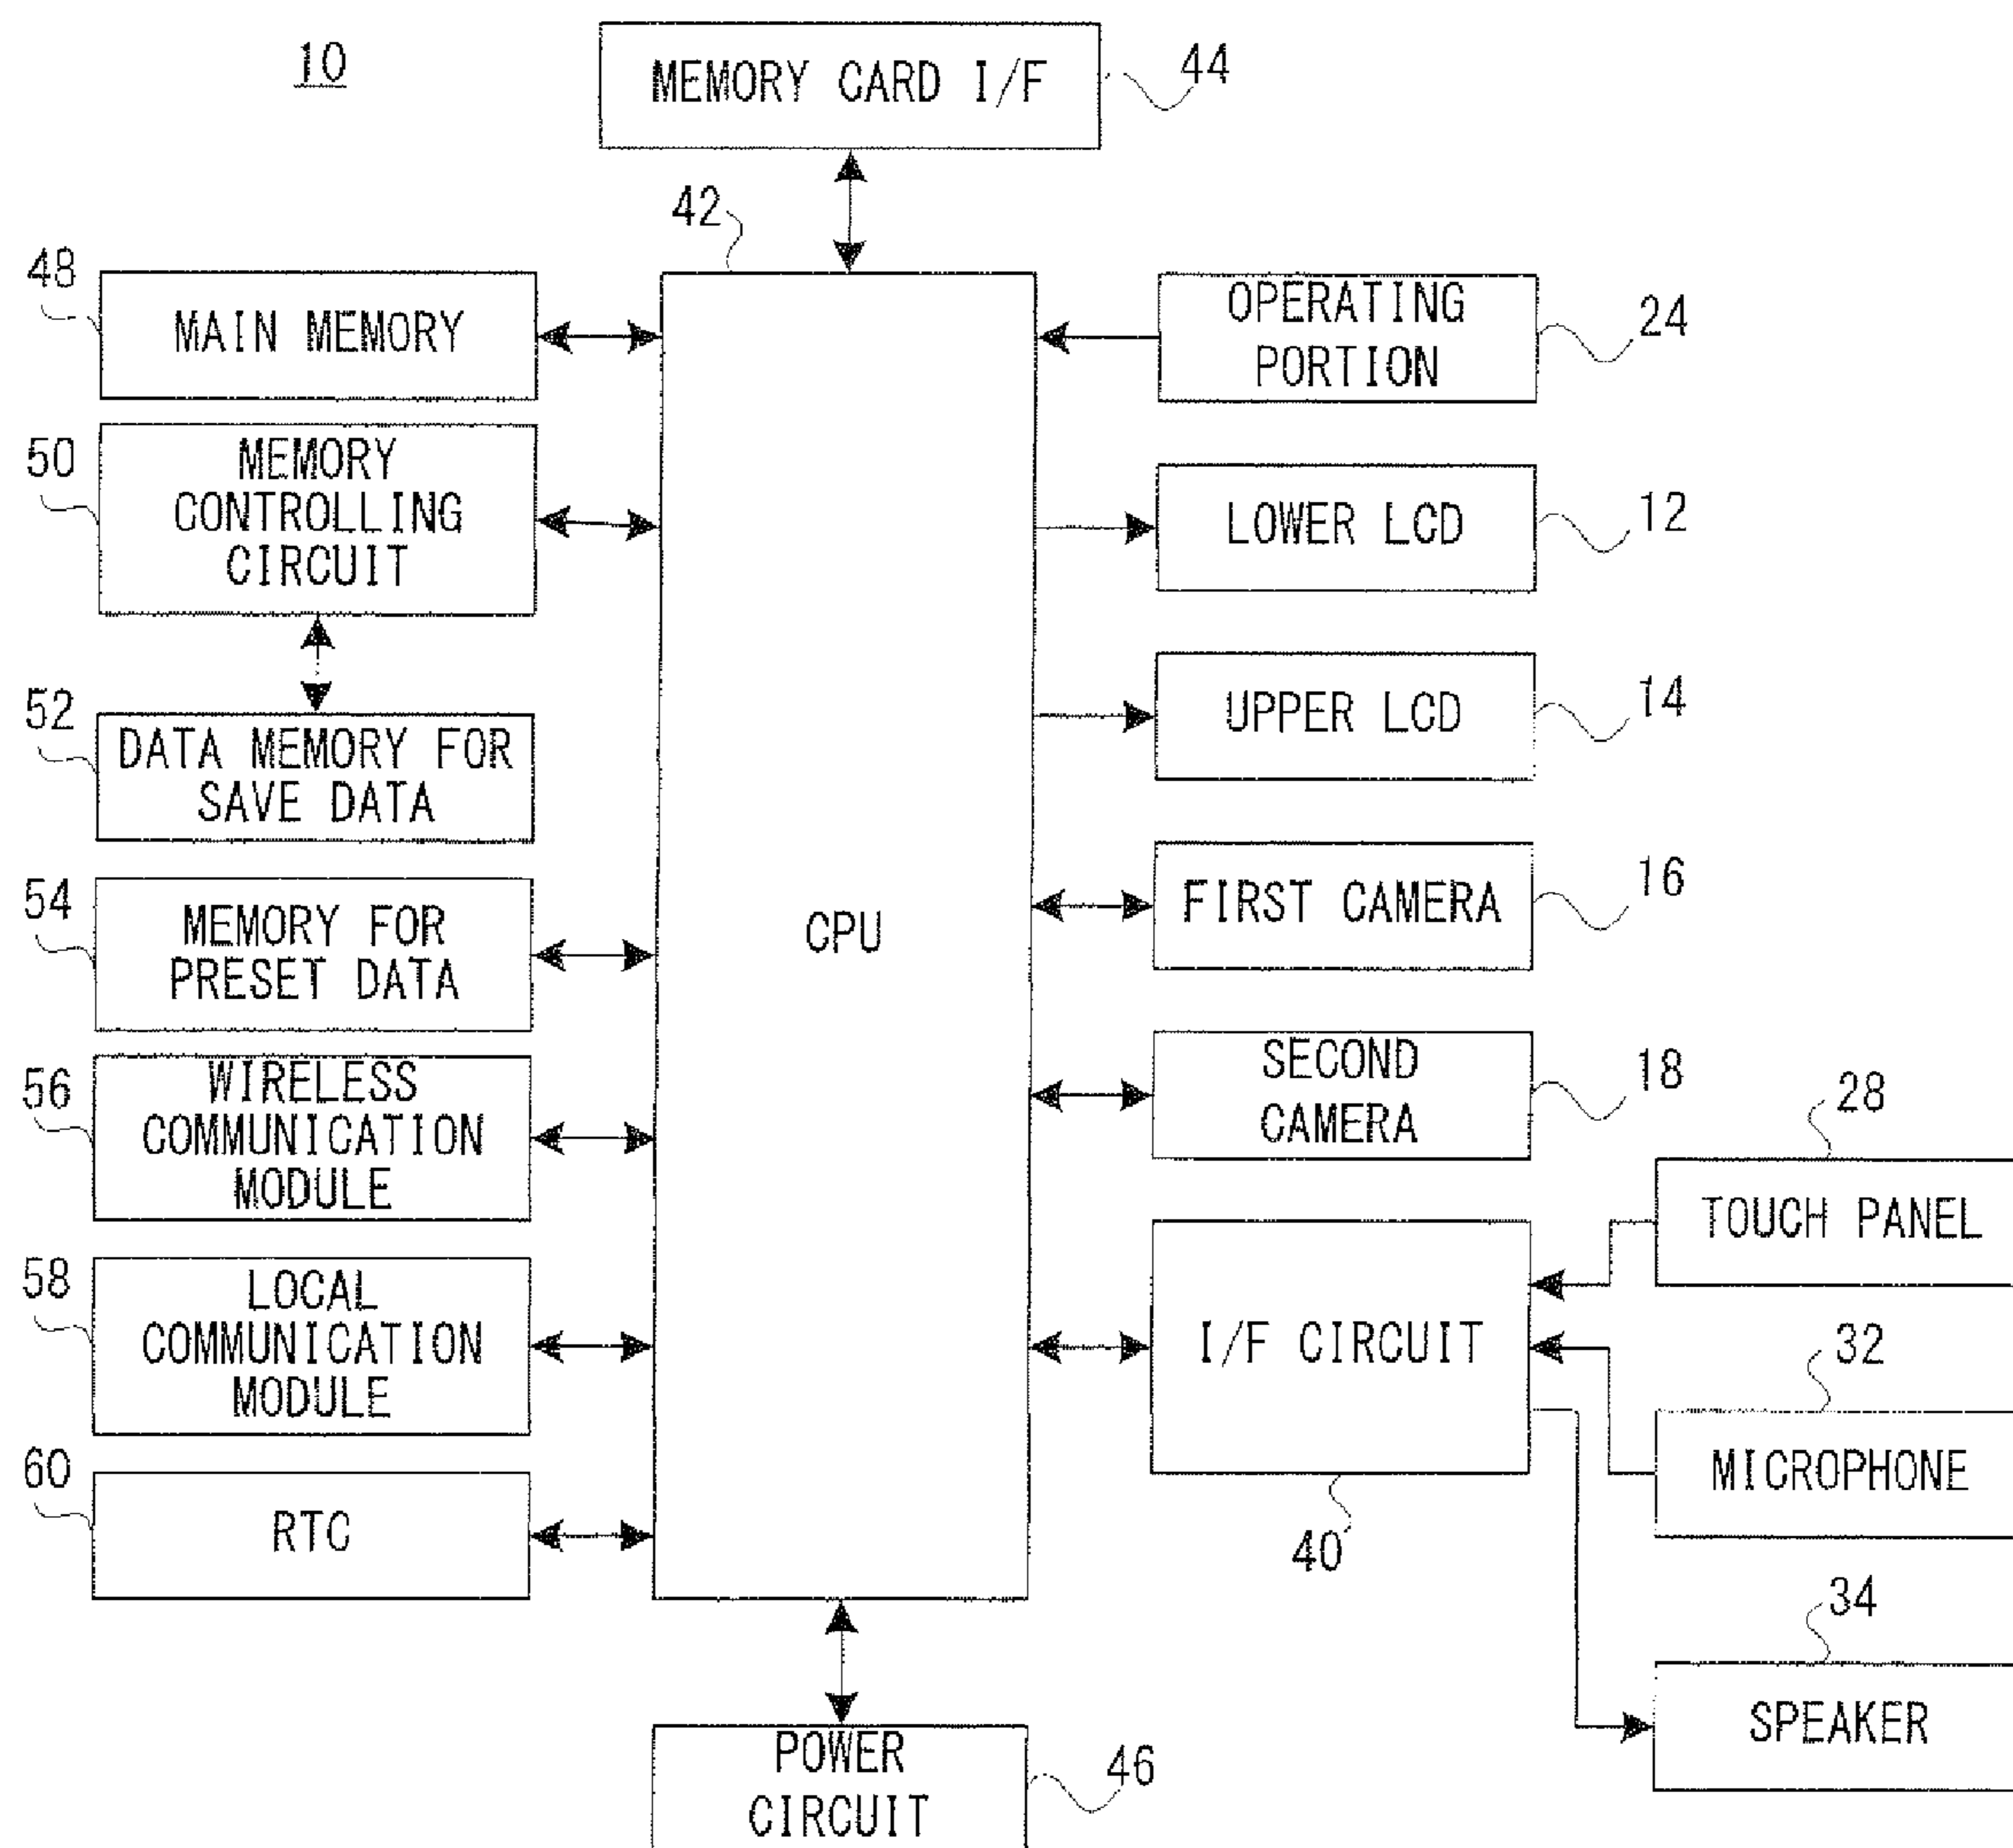 10
MEMORY CARD I/F
44
42
48
MAIN MEMORY
OPERATING
PORTION
24
50
MEMORY
CONTROLLING
CIRCUIT
LOWER LCD
12
52
DATA MEMORY FOR
SAVE DATA
UPPER LCD
14
54
MEMORY FOR
PRESET DATA
CPU
FIRST CAMERA
16
56
WIRELESS
COMMUNICATION
MODULE
SECOND
CAMERA
18
28
TOUCH PANEL
58
LOCAL
COMMUNICATION
MODULE
I/F CIRCUIT
40
32
MICROPHONE
60
RTC
34
SPEAKER
POWER
CIRCUIT
46